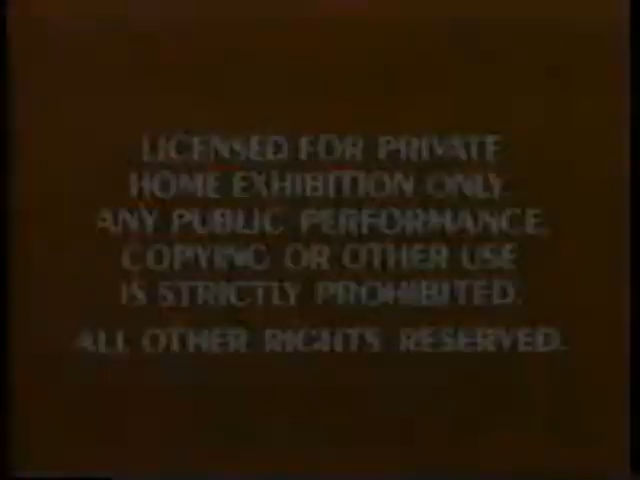 LICENSED FOR PRIVATE
HOME EXHIBITION ONLY.
ANY PUBLIC PERFORMANCE,
COPYING OR OTHER USE
IS STRICTLY PROHIBITED.
ALL OTHER RIGHTS RESERVED.